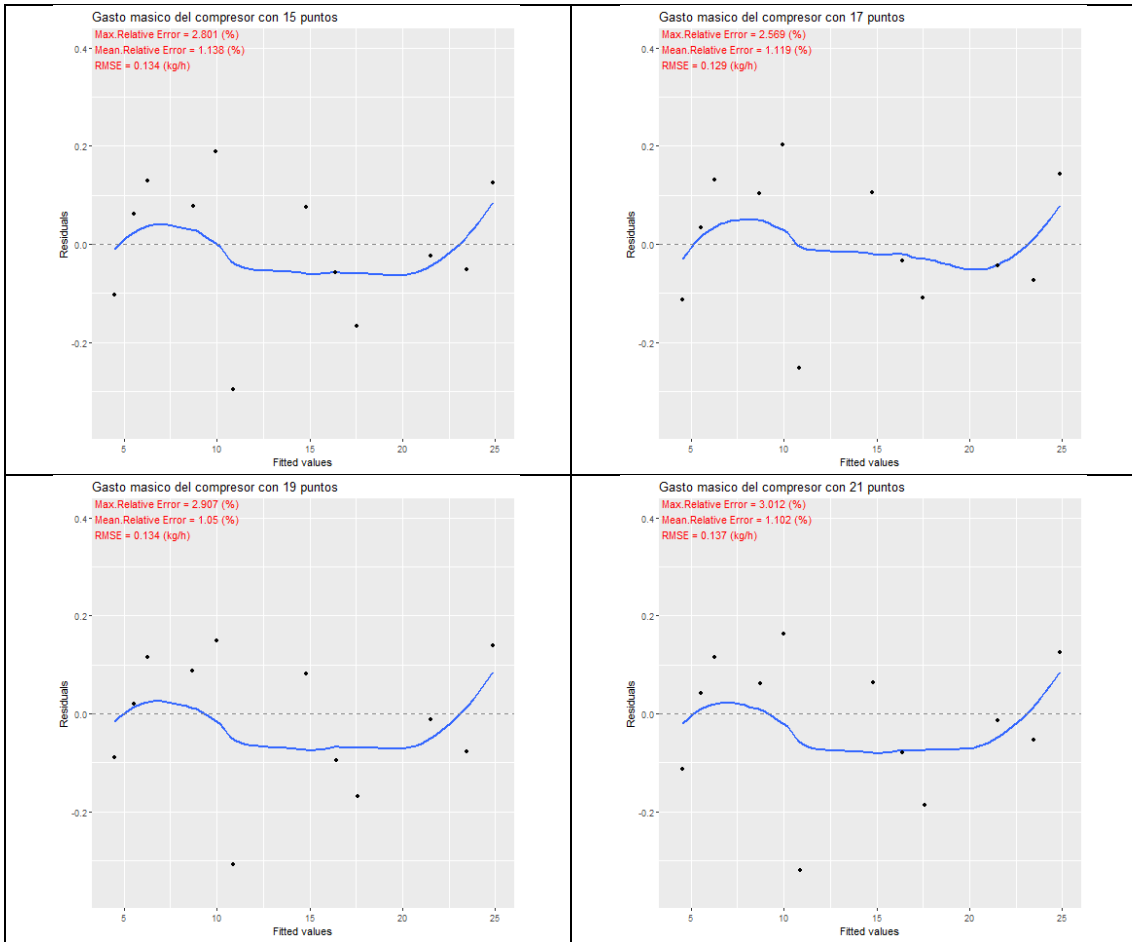 Gasto masico del compresor con 15 puntos
Max.Relative Error = 2.801 (%)
Mean.Relative Error = 1.138 (%)
RMSE = 0.134 (kg/h)
0.4
0.2
0.0
-0.2
Residuals
5 10 15 20 25
Fitted values
Gasto masico del compresor con 17 puntos
Max.Relative Error = 2.569 (%)
Mean.Relative Error = 1.119 (%)
RMSE = 0.129 (kg/h)
0.4
0.2
0.0
-0.2
Residuals
5 10 15 20 25
Fitted values
Gasto masico del compresor con 19 puntos
Max.Relative Error = 2.907 (%)
Mean.Relative Error = 1.05 (%)
RMSE = 0.134 (kg/h)
0.4
0.2
0.0
-0.2
Residuals
5 10 15 20 25
Fitted values
Gasto masico del compresor con 21 puntos
Max.Relative Error = 3.012 (%)
Mean.Relative Error = 1.102 (%)
RMSE = 0.137 (kg/h)
0.4
0.2
0.0
-0.2
Residuals
5 10 15 20 25
Fitted values